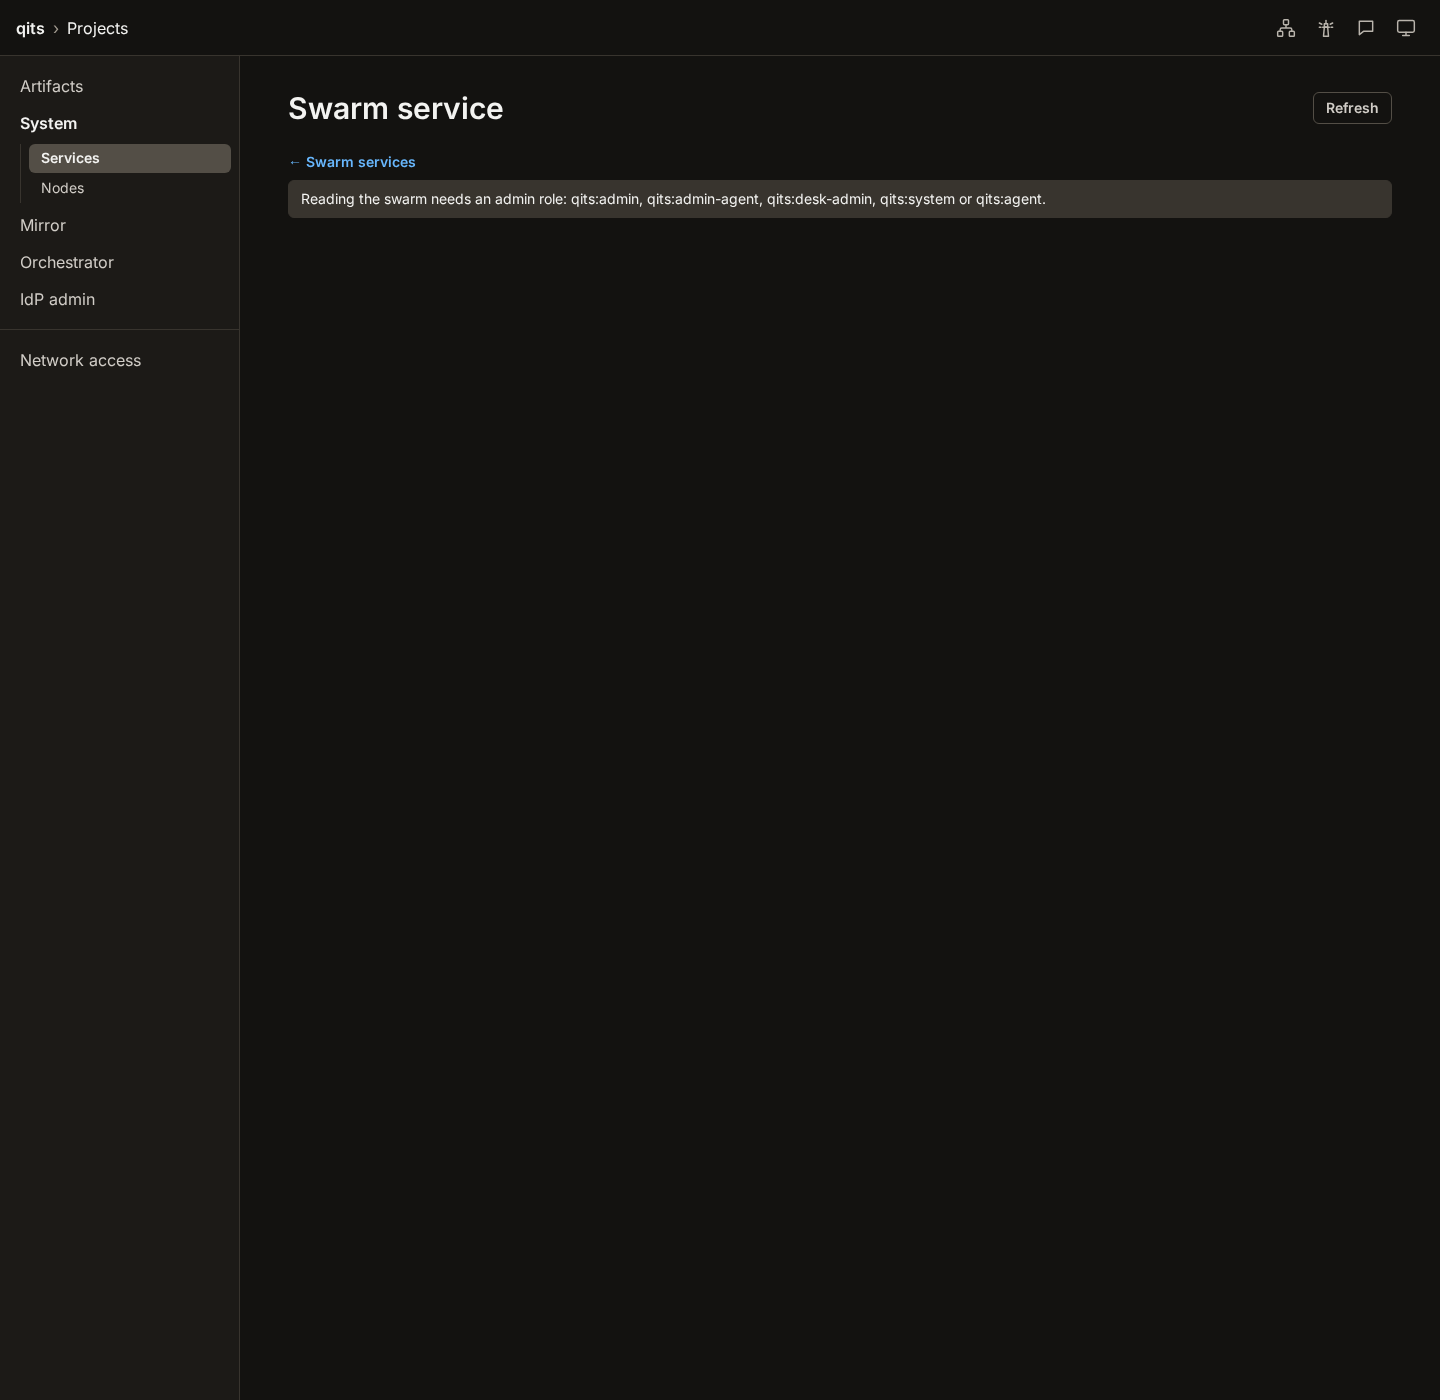 qits › Projects
Artifacts
System
Services
Nodes
Mirror
Orchestrator
IdP admin
Network access
Swarm service
Refresh
← Swarm services
Reading the swarm needs an admin role: qits:admin, qits:admin-agent, qits:desk-admin, qits:system or qits:agent.